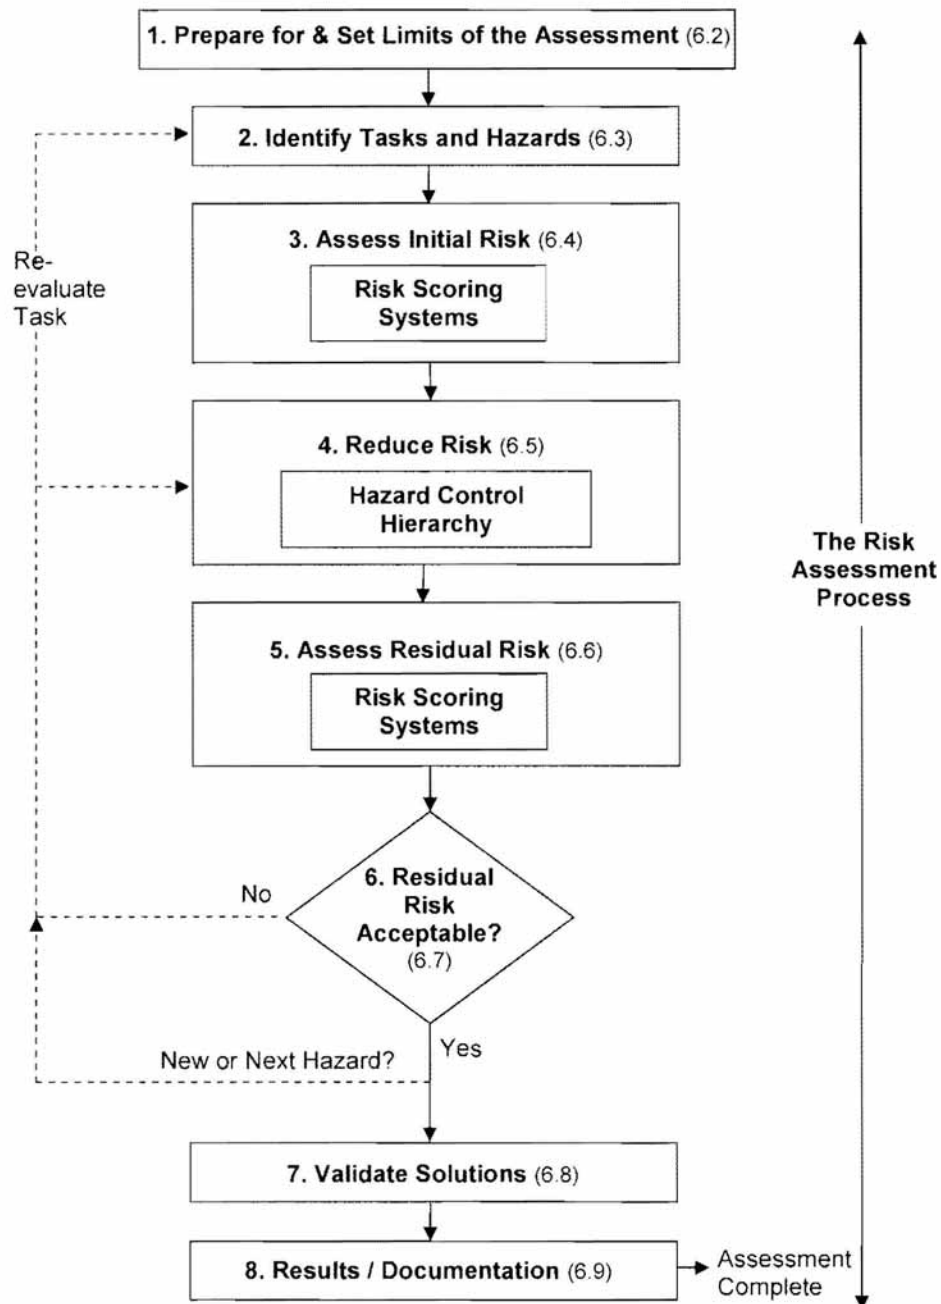 1. Prepare for & Set Limits of the Assessment (6.2)
2. Identify Tasks and Hazards (6.3)
3. Assess Initial Risk (6.4)
Risk Scoring
Systems
Re-
evaluate
Task
4. Reduce Risk (6.5)
Hazard Control
Hierarchy
The Risk
Assessment
Process
5. Assess Residual Risk (6.6)
Risk Scoring
Systems
6. Residual
Risk
Acceptable?
(6.7)
No
Yes
New or Next Hazard?
7. Validate Solutions (6.8)
8. Results / Documentation (6.9)
Assessment
Complete